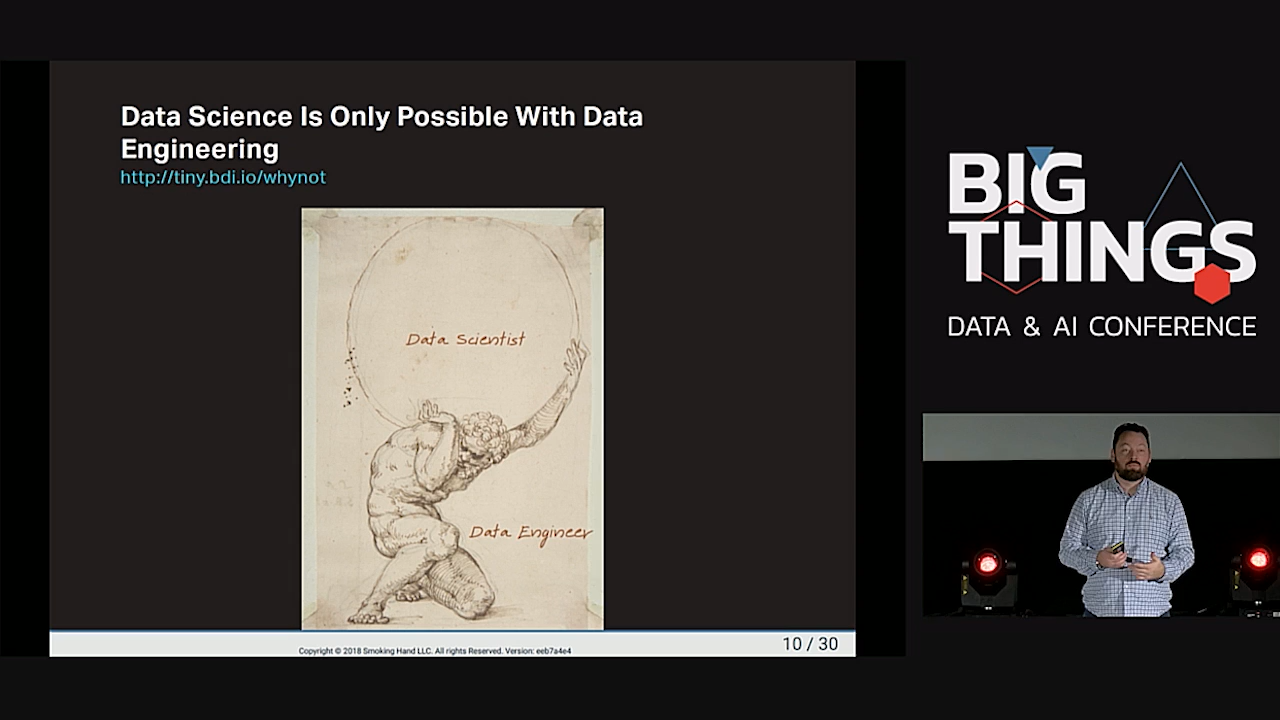 Data Science Is Only Possible With Data
Engineering
http://tiny.bdi.io/whynot
Data Scientist
Data Engineer
Copyright © 2018 Smoking Hand LLC. All rights Reserved. Version: eeb7a4e4
10 / 30
BIG
THINGS
DATA & AI CONFERENCE